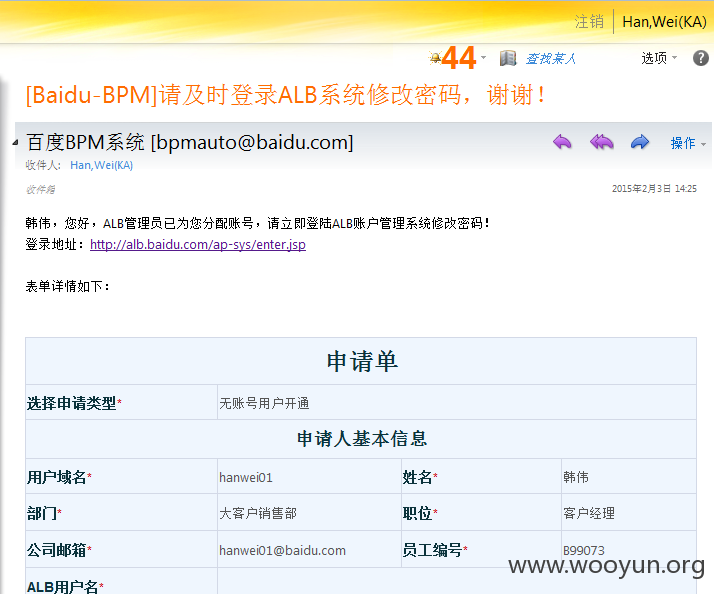 注销 Han,Wei(KA)
44 查找某人 选项
[Baidu-BPM]请及时登录ALB系统修改密码，谢谢！
百度BPM系统 [bpmauto@baidu.com] 操作
收件人： Han,Wei(KA)
收件箱 2015年2月3日 14:25
韩伟，您好，ALB管理员已为您分配账号，请立即登陆ALB账户管理系统修改密码！
登录地址：http://alb.baidu.com/ap-sys/enter.jsp
表单详情如下：
申请单
选择申请类型* 无账号用户开通
申请人基本信息
用户域名* hanwei01 姓名* 韩伟
部门* 大客户销售部 职位* 客户经理
公司邮箱* hanwei01@baidu.com 员工编号* B99073
www.wooyun.org
ALB用户名*